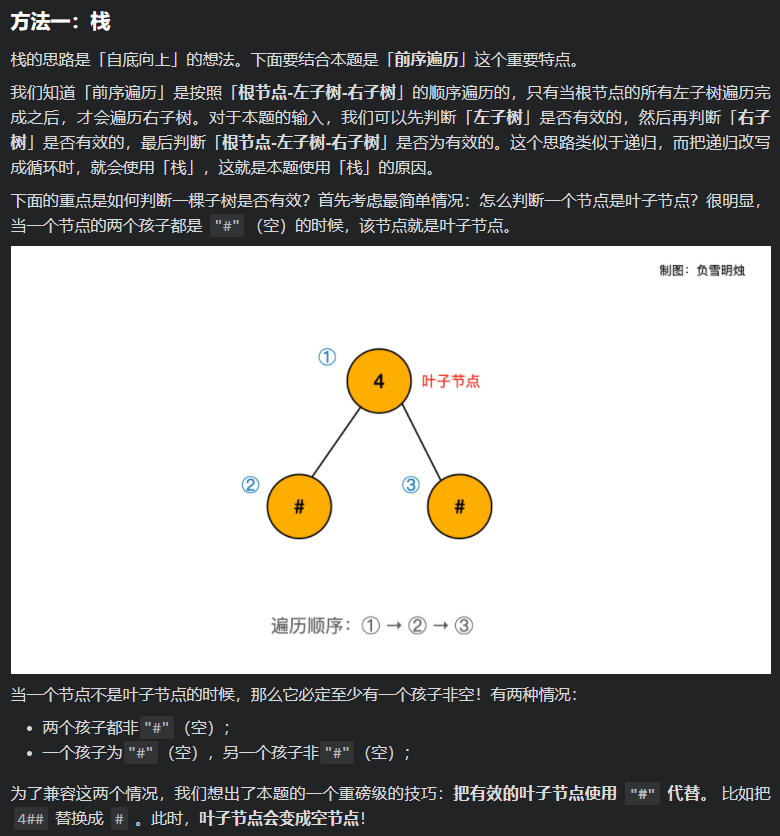 方法一：栈
栈的思路是「自底向上」的想法。下面要结合本题是「前序遍历」这个重要特点。
我们知道「前序遍历」是按照「根节点-左子树-右子树」的顺序遍历的，只有当根节点的所有左子树遍历完
成之后，才会遍历右子树。对于本题的输入，我们可以先判断「左子树」是否有效的，然后再判断「右子
树」是否有效的，最后判断「根节点-左子树-右子树」是否为有效的。这个思路类似于递归，而把递归改写
成循环时，就会使用「栈」，这就是本题使用「栈」的原因。
下面的重点是如何判断一棵子树是否有效？首先考虑最简单情况：怎么判断一个节点是叶子节点？很明显，
当一个节点的两个孩子都是 "#" （空）的时候，该节点就是叶子节点。
制图：负雪明烛
①
4
叶子节点
②
#
③
#
遍历顺序：① → ② → ③
当一个节点不是叶子节点的时候，那么它必定至少有一个孩子非空！有两种情况：
• 两个孩子都非 "#" （空）；
• 一个孩子为 "#" （空），另一个孩子非 "#" （空）；
为了兼容这两个情况，我们想出了本题的一个重磅级的技巧：把有效的叶子节点使用 "#" 代替。 比如把
4## 替换成 # 。此时，叶子节点会变成空节点！